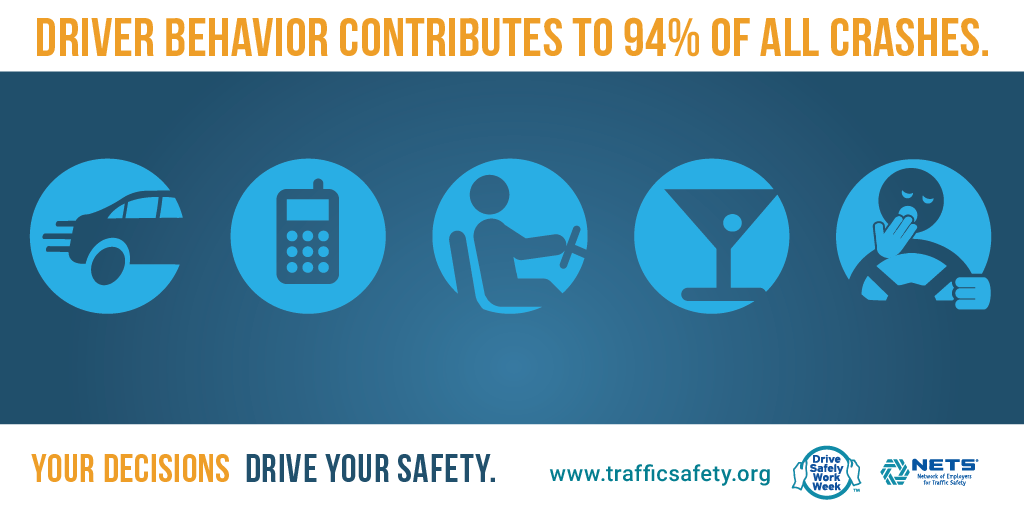 DRIVER BEHAVIOR CONTRIBUTES TO 94% OF ALL CRASHES.
YOUR DECISIONS DRIVE YOUR SAFETY.
www.trafficsafety.org
Drive
Safely
Work
Week
™
NETS®
Network of Employers
for Traffic Safety